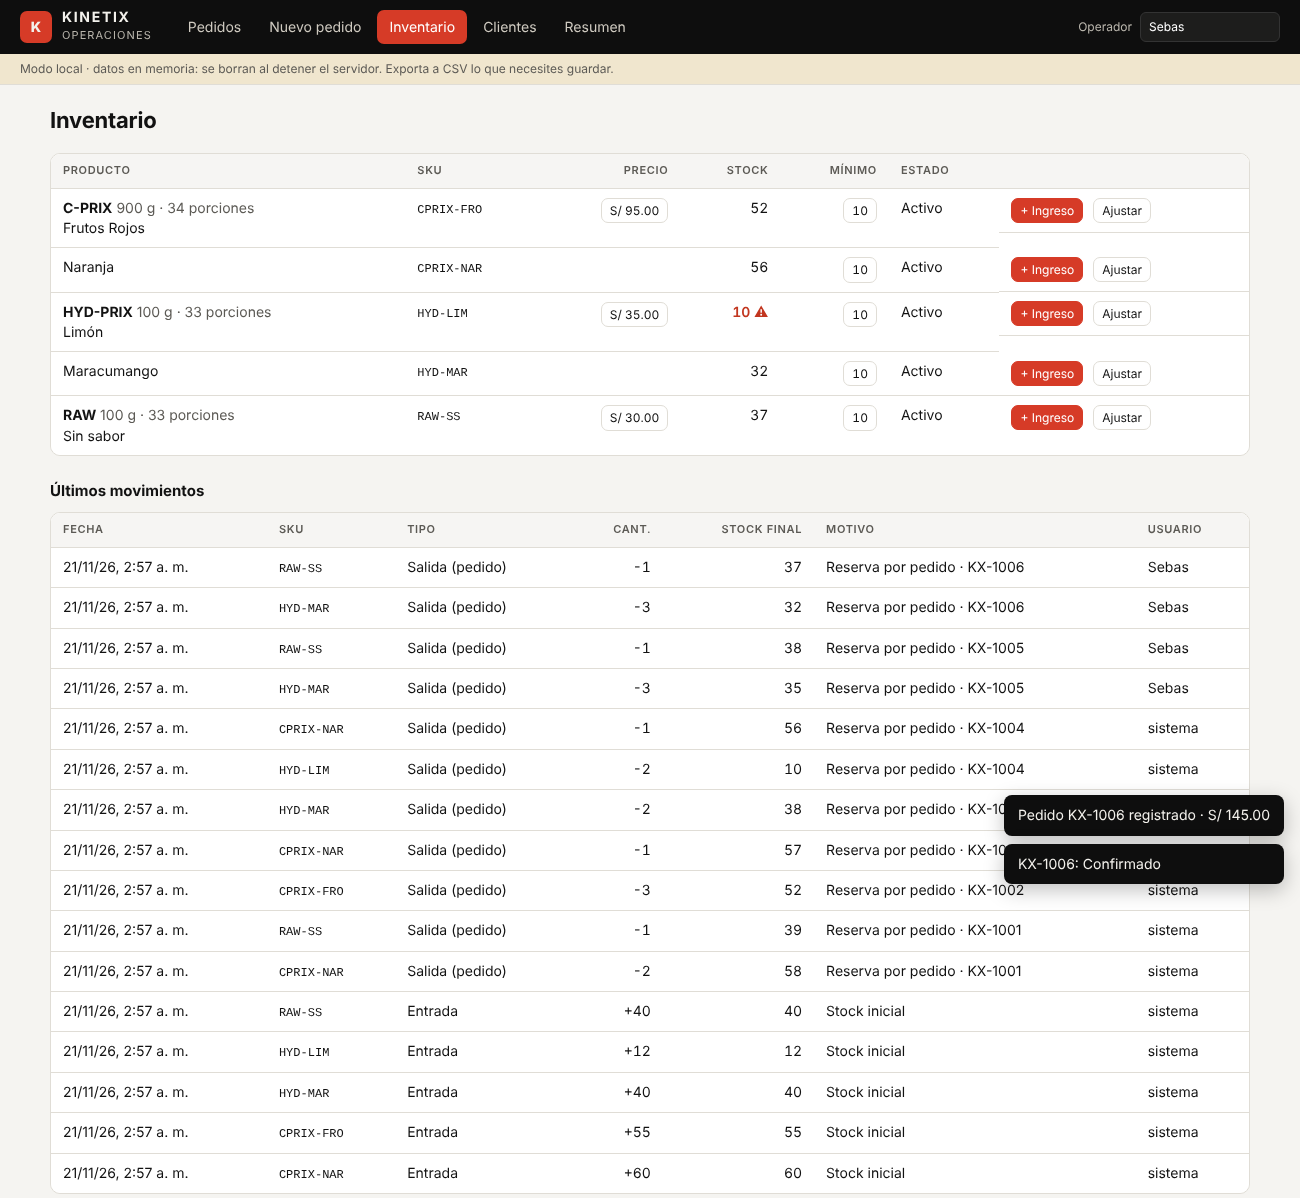 K
KINETIX
OPERACIONES
Pedidos Nuevo pedido Inventario Clientes Resumen
Operador Sebas
Modo local · datos en memoria: se borran al detener el servidor. Exporta a CSV lo que necesites guardar.
Inventario
PRODUCTO SKU PRECIO STOCK MÍNIMO ESTADO
C-PRIX 900 g · 34 porciones CPRIX-FRO S/ 95.00 52 10 Activo + Ingreso Ajustar
Frutos Rojos
Naranja CPRIX-NAR 56 10 Activo + Ingreso Ajustar
HYD-PRIX 100 g · 33 porciones HYD-LIM S/ 35.00 10 ⚠ 10 Activo + Ingreso Ajustar
Limón
Maracumango HYD-MAR 32 10 Activo + Ingreso Ajustar
RAW 100 g · 33 porciones RAW-SS S/ 30.00 37 10 Activo + Ingreso Ajustar
Sin sabor
Últimos movimientos
FECHA SKU TIPO CANT. STOCK FINAL MOTIVO USUARIO
21/11/26, 2:57 a. m. RAW-SS Salida (pedido) -1 37 Reserva por pedido · KX-1006 Sebas
21/11/26, 2:57 a. m. HYD-MAR Salida (pedido) -3 32 Reserva por pedido · KX-1006 Sebas
21/11/26, 2:57 a. m. RAW-SS Salida (pedido) -1 38 Reserva por pedido · KX-1005 Sebas
21/11/26, 2:57 a. m. HYD-MAR Salida (pedido) -3 35 Reserva por pedido · KX-1005 Sebas
21/11/26, 2:57 a. m. CPRIX-NAR Salida (pedido) -1 56 Reserva por pedido · KX-1004 sistema
21/11/26, 2:57 a. m. HYD-LIM Salida (pedido) -2 10 Reserva por pedido · KX-1004 sistema
21/11/26, 2:57 a. m. HYD-MAR Salida (pedido) -2 38 Reserva por pedido · KX-10
Pedido KX-1006 registrado · S/ 145.00
21/11/26, 2:57 a. m. CPRIX-NAR Salida (pedido) -1 57 Reserva por pedido · KX-10
KX-1006: Confirmado
21/11/26, 2:57 a. m. CPRIX-FRO Salida (pedido) -3 52 Reserva por pedido · KX-1002 sistema
21/11/26, 2:57 a. m. RAW-SS Salida (pedido) -1 39 Reserva por pedido · KX-1001 sistema
21/11/26, 2:57 a. m. CPRIX-NAR Salida (pedido) -2 58 Reserva por pedido · KX-1001 sistema
21/11/26, 2:57 a. m. RAW-SS Entrada +40 40 Stock inicial sistema
21/11/26, 2:57 a. m. HYD-LIM Entrada +12 12 Stock inicial sistema
21/11/26, 2:57 a. m. HYD-MAR Entrada +40 40 Stock inicial sistema
21/11/26, 2:57 a. m. CPRIX-FRO Entrada +55 55 Stock inicial sistema
21/11/26, 2:57 a. m. CPRIX-NAR Entrada +60 60 Stock inicial sistema